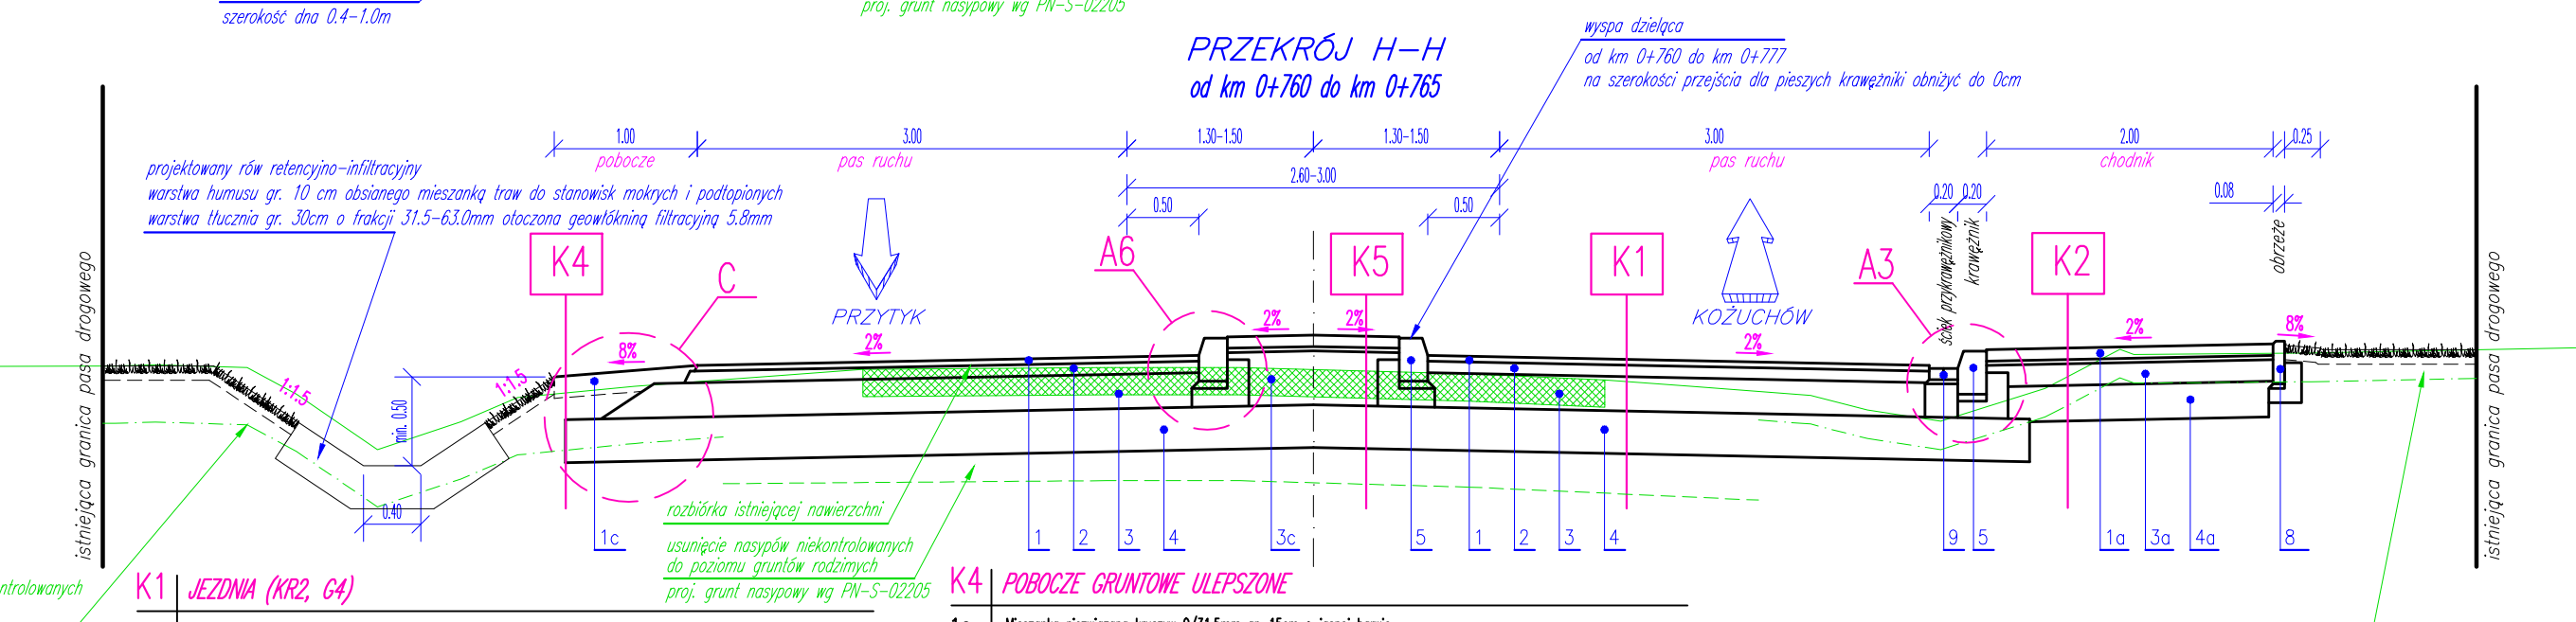 szerokość dna 0.4-1.0m
proj. grunt nasypowy wg PN-S-02205
wyspa dzieląca
od km 0+760 do km 0+777
na szerokości przejścia dla pieszych krawężniki obniżyć do 0cm
PRZEKRÓJ H-H
od km 0+760 do km 0+765
1.00
3.00
1.30-1.50
1.30-1.50
3.00
2.00
0.25
pobocze
pas ruchu
pas ruchu
chodnik
projektowany rów retencyjno-infiltracyjny
warstwa humusu gr. 10 cm obsianego mieszanką traw do stanowisk mokrych i podtopionych
warstwa tłucznia gr. 30cm o frakcji 31.5-63.0mm otoczona geowłókniną filtracyjną 5.8mm
2.60-3.00
0.50
0.50
0.20
0.20
0.08
ściek przykrawężnikowy
krawężnik
obrzeże
istniejąca granica pasa drogowego
istniejąca granica pasa drogowego
K4
C
A6
K5
K1
A3
K2
PRZYTYK
KOŻUCHÓW
8%
2%
2%
2%
2%
2%
8%
1:1.5
1:1.5
min. 0.50
0.40
rozbiórka istniejącej nawierzchni
usunięcie nasypów niekontrolowanych
do poziomu gruntów rodzimych
proj. grunt nasypowy wg PN-S-02205
1c
1
2
3
4
3c
5
1
2
3
4
9
5
1a
3a
4a
8
ntrolowanych
K1 JEZDNIA (KR2, G4)
K4 POBOCZE GRUNTOWE ULEPSZONE